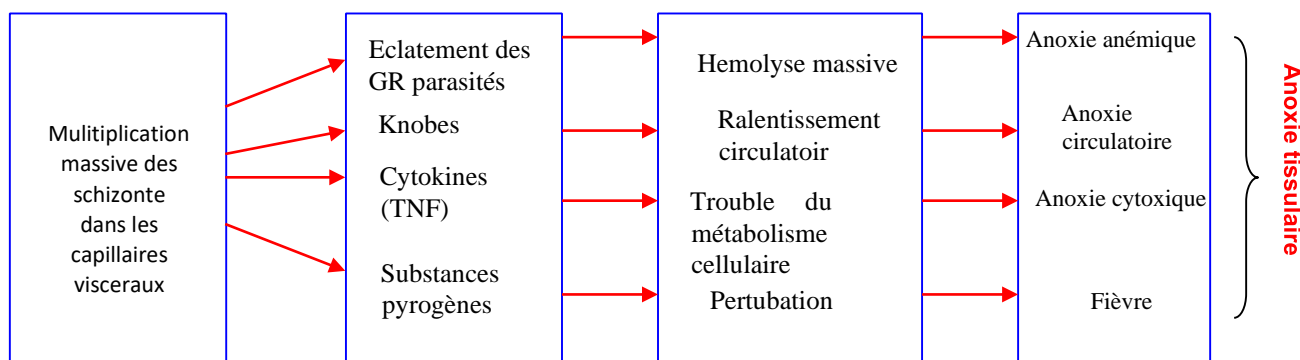 Mulitiplication
massive des
schizonte
dans les
capillaires
visceraux
Eclatement des
GR parasités
Knobes
Cytokines
(TNF)
Substances
pyrogènes
Hemolyse massive
Ralentissement
circulatoir
Trouble du
métabolisme
cellulaire
Pertubation
Anoxie anémique
Anoxie
circulatoire
Anoxie cytoxique
Fièvre
Anoxie tissulaire